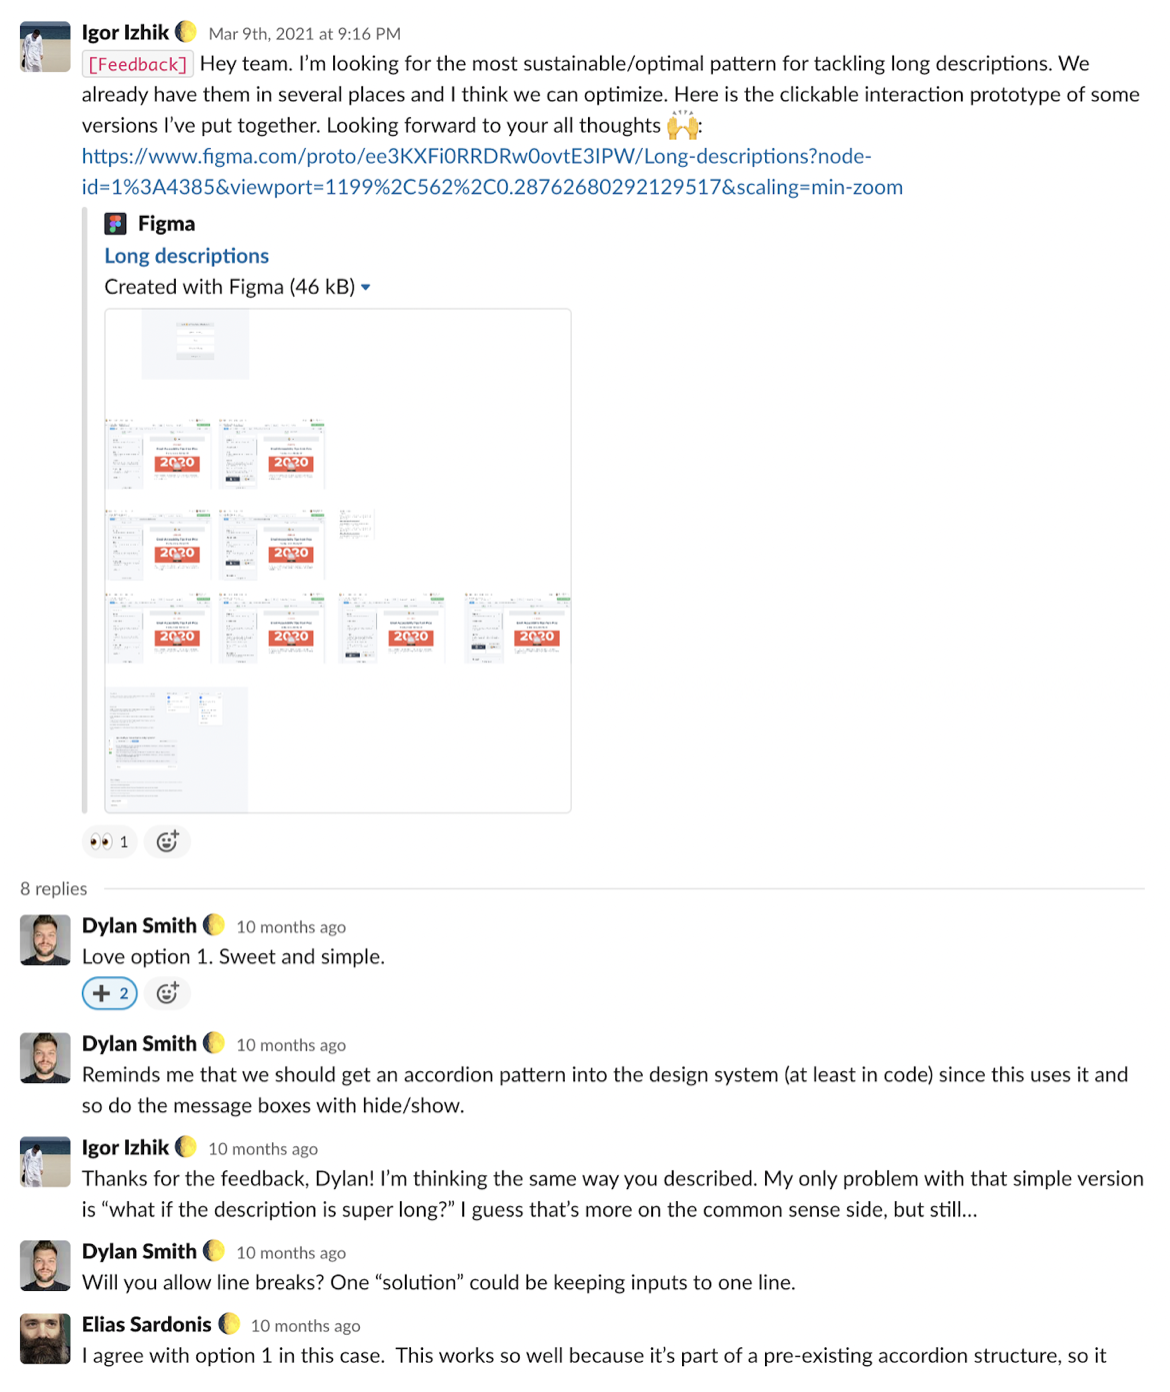 Igor Izhik Mar 9th, 2021 at 9:16 PM
[Feedback] Hey team. I’m looking for the most sustainable/optimal pattern for tackling long descriptions. We
already have them in several places and I think we can optimize. Here is the clickable interaction prototype of some
versions I’ve put together. Looking forward to your all thoughts 🙌:
https://www.figma.com/proto/ee3KXFi0RRDRw0ovtE3IPW/Long-descriptions?node-
id=1%3A4385&viewport=1199%2C562%2C0.28762680292129517&scaling=min-zoom
Figma
Long descriptions
Created with Figma (46 kB)
2020 2020
2020 2020
2020 2020 2020 2020
1
8 replies
Dylan Smith 10 months ago
Love option 1. Sweet and simple.
2
Dylan Smith 10 months ago
Reminds me that we should get an accordion pattern into the design system (at least in code) since this uses it and
so do the message boxes with hide/show.
Igor Izhik 10 months ago
Thanks for the feedback, Dylan! I’m thinking the same way you described. My only problem with that simple version
is “what if the description is super long?” I guess that’s more on the common sense side, but still...
Dylan Smith 10 months ago
Will you allow line breaks? One “solution” could be keeping inputs to one line.
Elias Sardonis 10 months ago
I agree with option 1 in this case.  This works so well because it’s part of a pre-existing accordion structure, so it